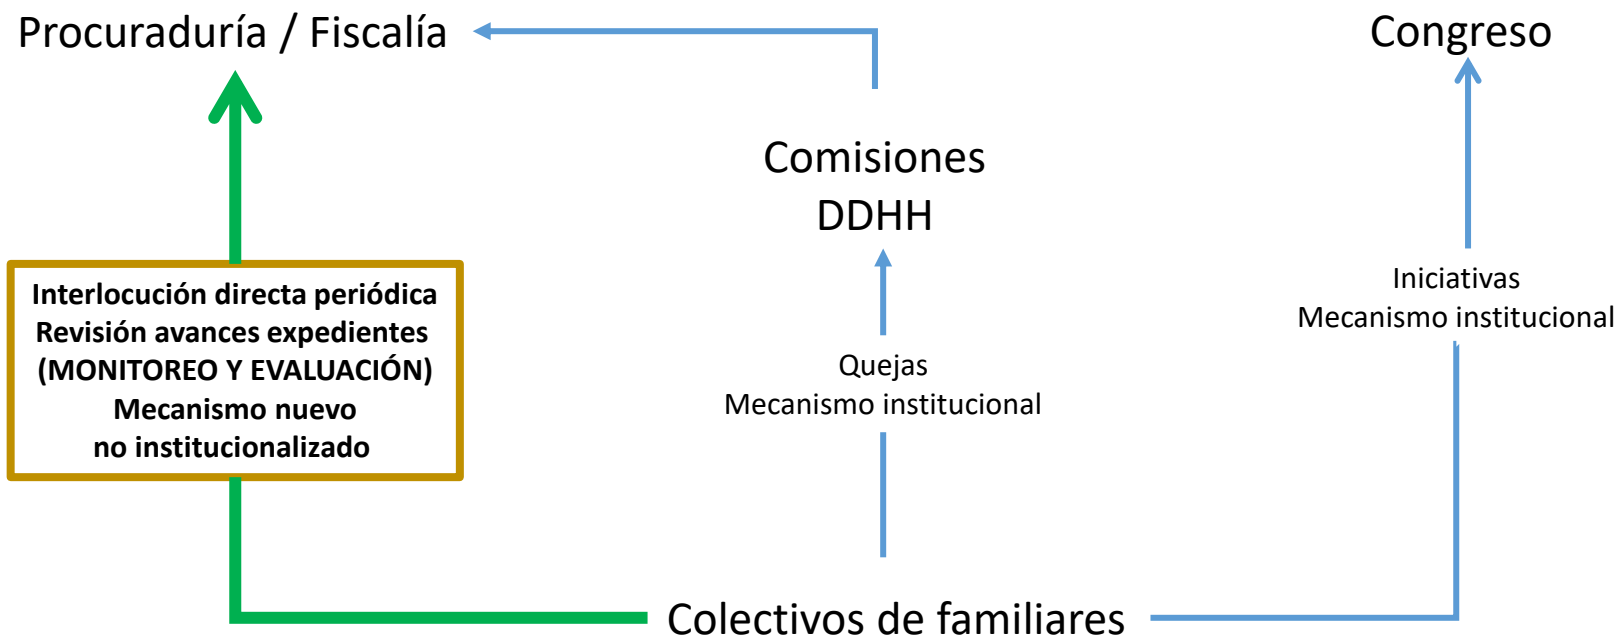 Procuraduría / Fiscalía
Congreso
Comisiones
DDHH
Interlocución directa periódica
Revisión avances expedientes
(MONITOREO Y EVALUACIÓN)
Mecanismo nuevo
no institucionalizado
Quejas
Mecanismo institucional
Iniciativas
Mecanismo institucional
Colectivos de familiares